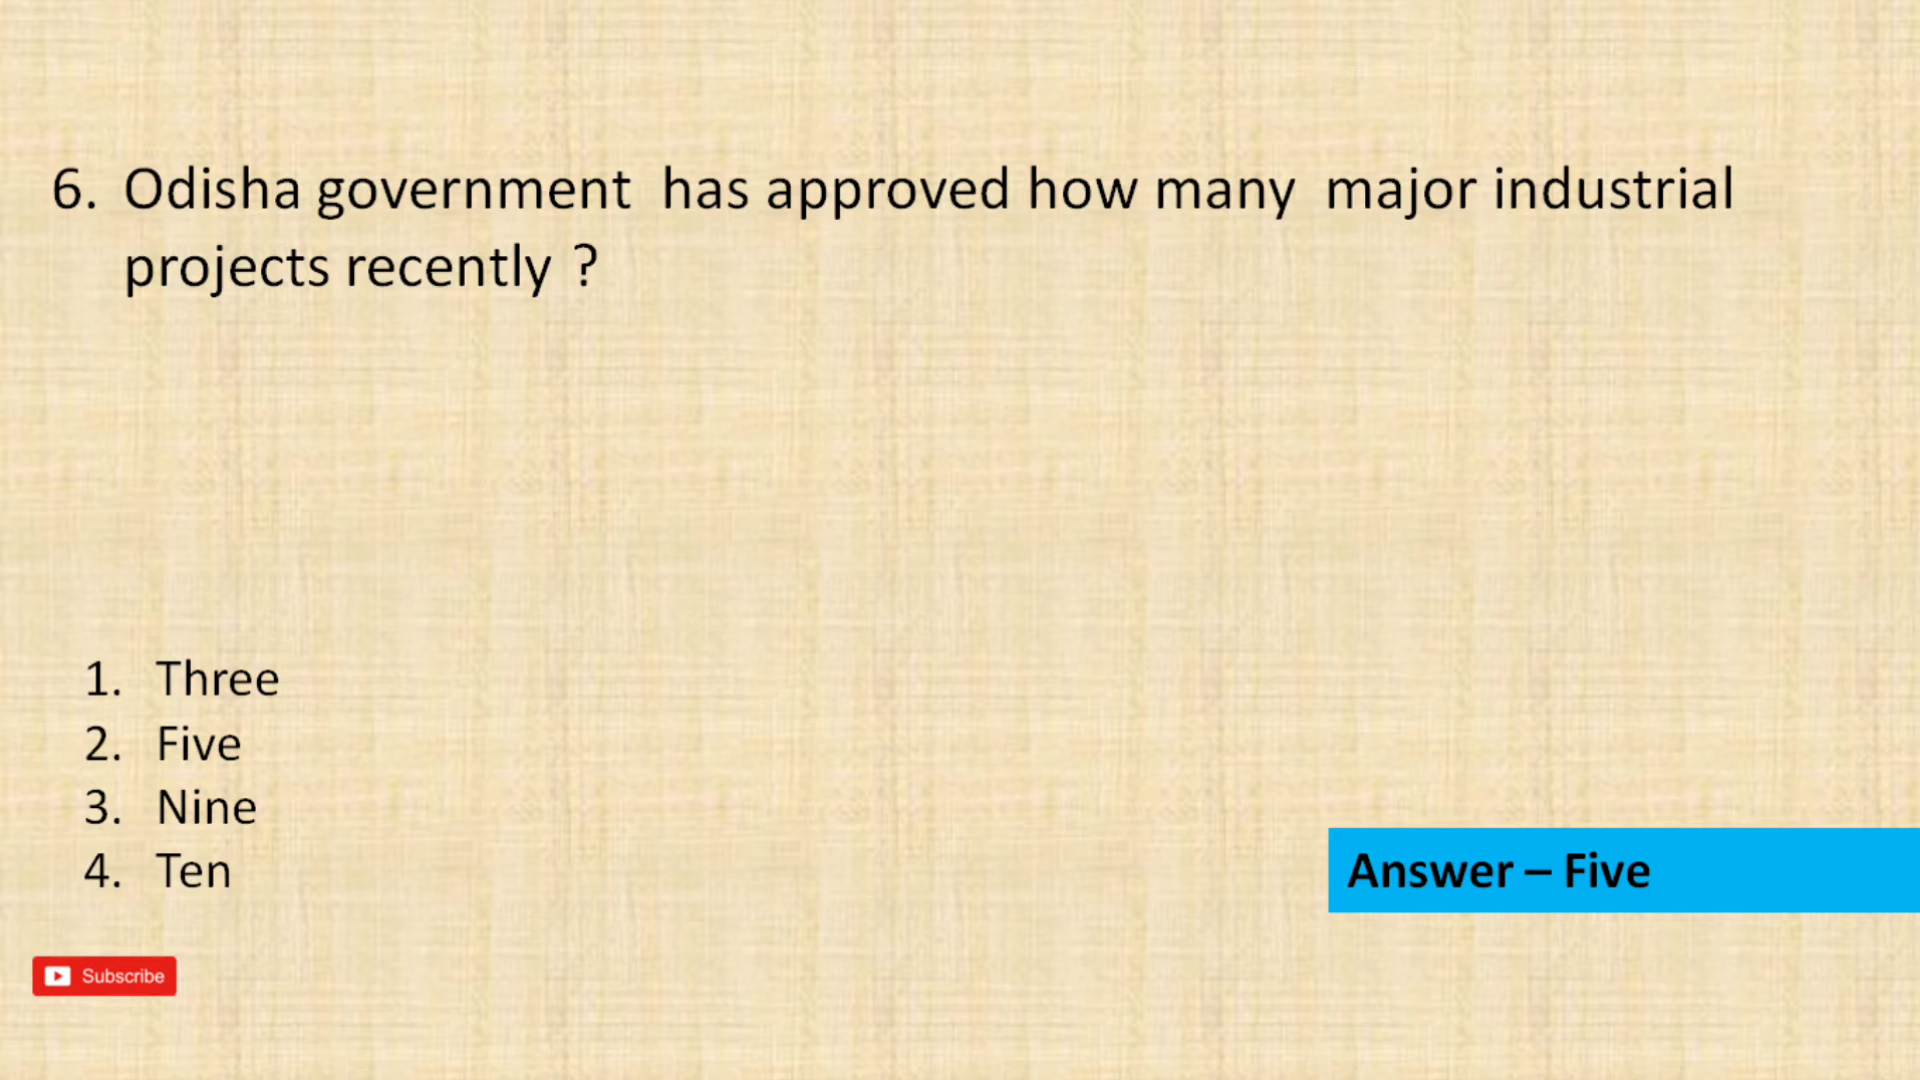 6. Odisha government has approved how many major industrial
projects recently ?
1. Three
2. Five
3. Nine
4. Ten
Answer – Five
Subscribe